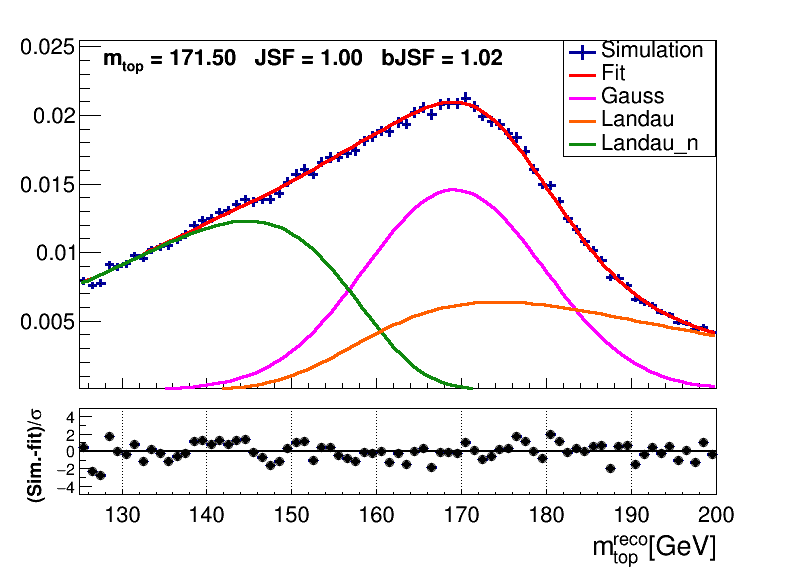 0.025
m_top = 171.50 JSF = 1.00 bJSF = 1.02
Simulation
Fit
Gauss
Landau
Landau_n
0.02
0.015
0.01
0.005
(Sim.-fit)/σ
4
2
0
−2
−4
130 140 150 160 170 180 190 200
m_top^reco[GeV]